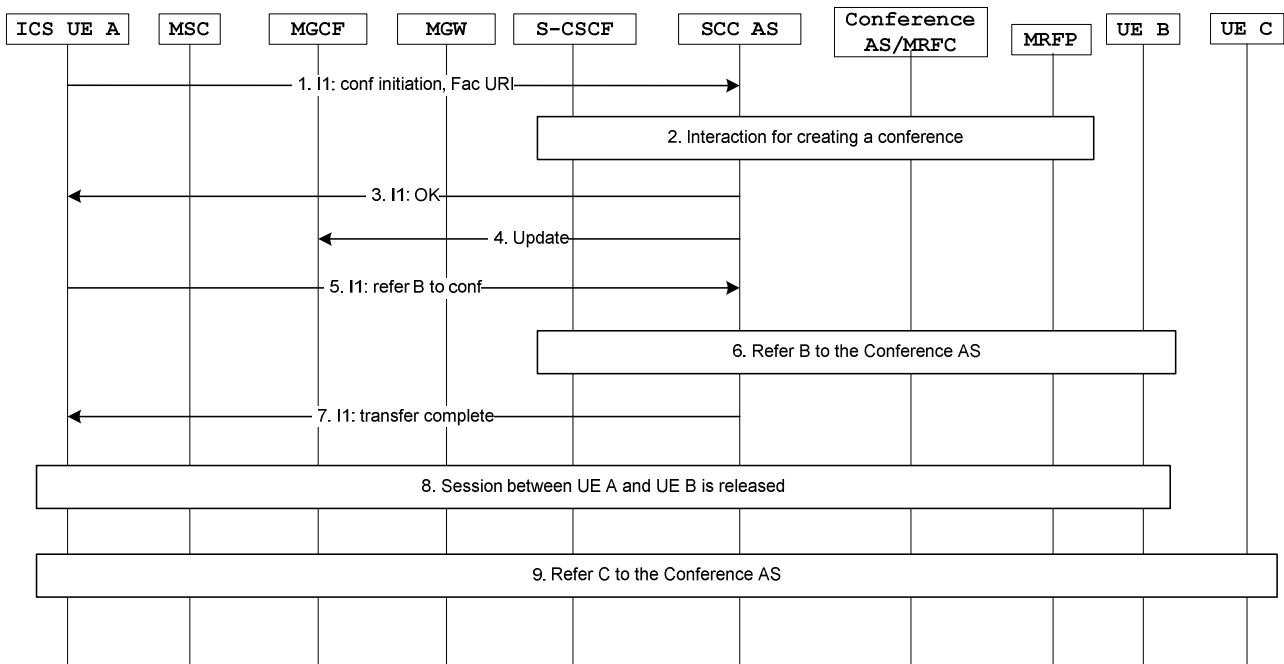 ICS UE A
MSC
MGCF
MGW
S-CSCF
SCC AS
Conference
AS/MRFC
MRFP
UE B
UE C
1. I1: conf initiation, Fac URI
2. Interaction for creating a conference
3. I1: OK
4. Update
5. I1: refer B to conf
6. Refer B to the Conference AS
7. I1: transfer complete
8. Session between UE A and UE B is released
9. Refer C to the Conference AS